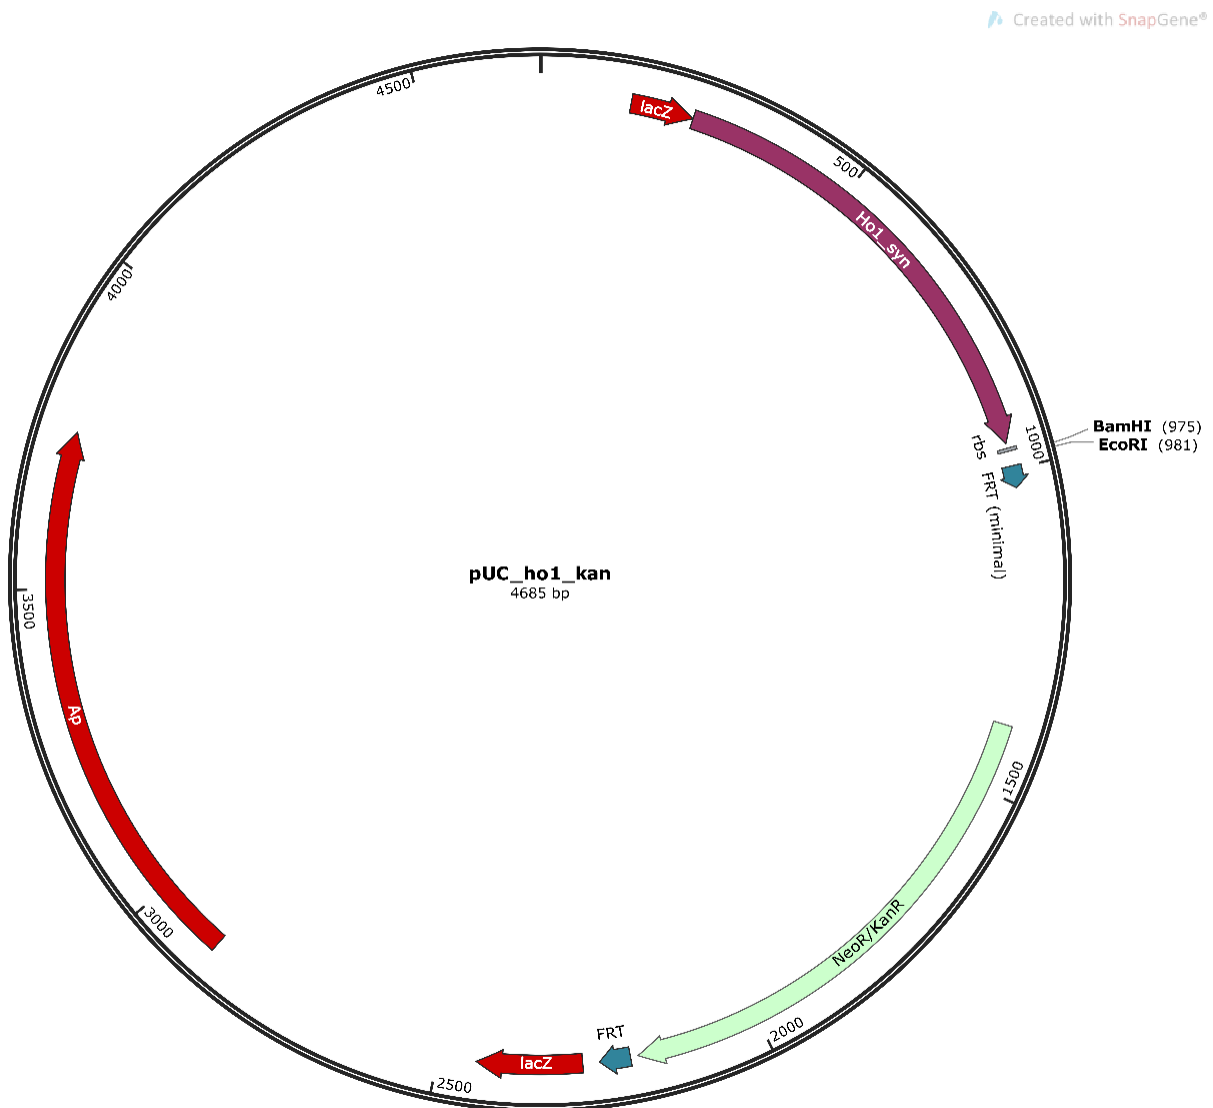 Created with SnapGene®
4500
lacZ
500
Ho1_syn
4000
BamHI (975)
EcoRI (981)
1000
rbs
FRT (minimal)
pUC_ho1_kan
4685 bp
3500
Ap
1500
NeoR/KanR
3000
2000
FRT
lacZ
2500